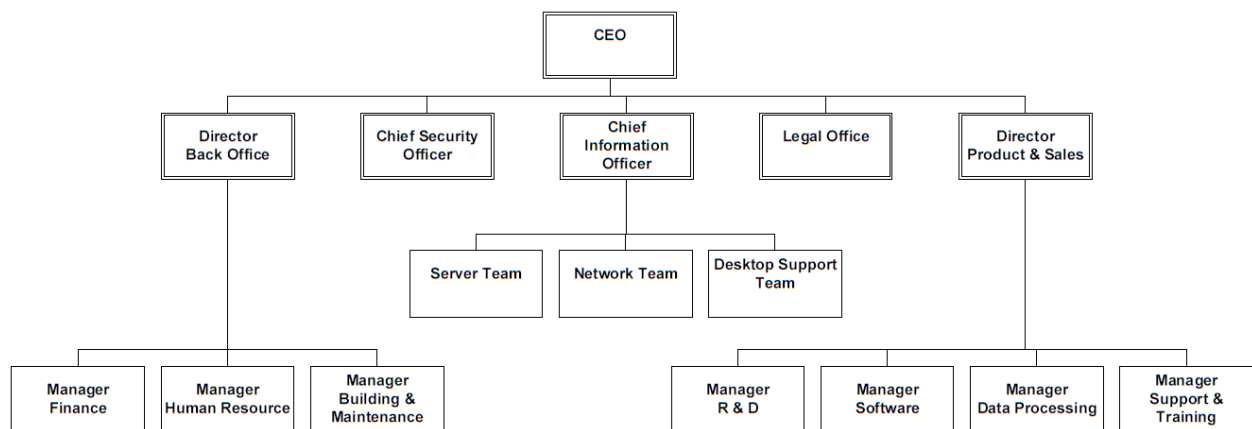 CEO
Director
Back Office
Chief Security
Officer
Chief
Information
Officer
Legal Office
Director
Product & Sales
Server Team
Network Team
Desktop Support
Team
Manager
Finance
Manager
Human Resource
Manager
Building &
Maintenance
Manager
R & D
Manager
Software
Manager
Data Processing
Manager
Support &
Training